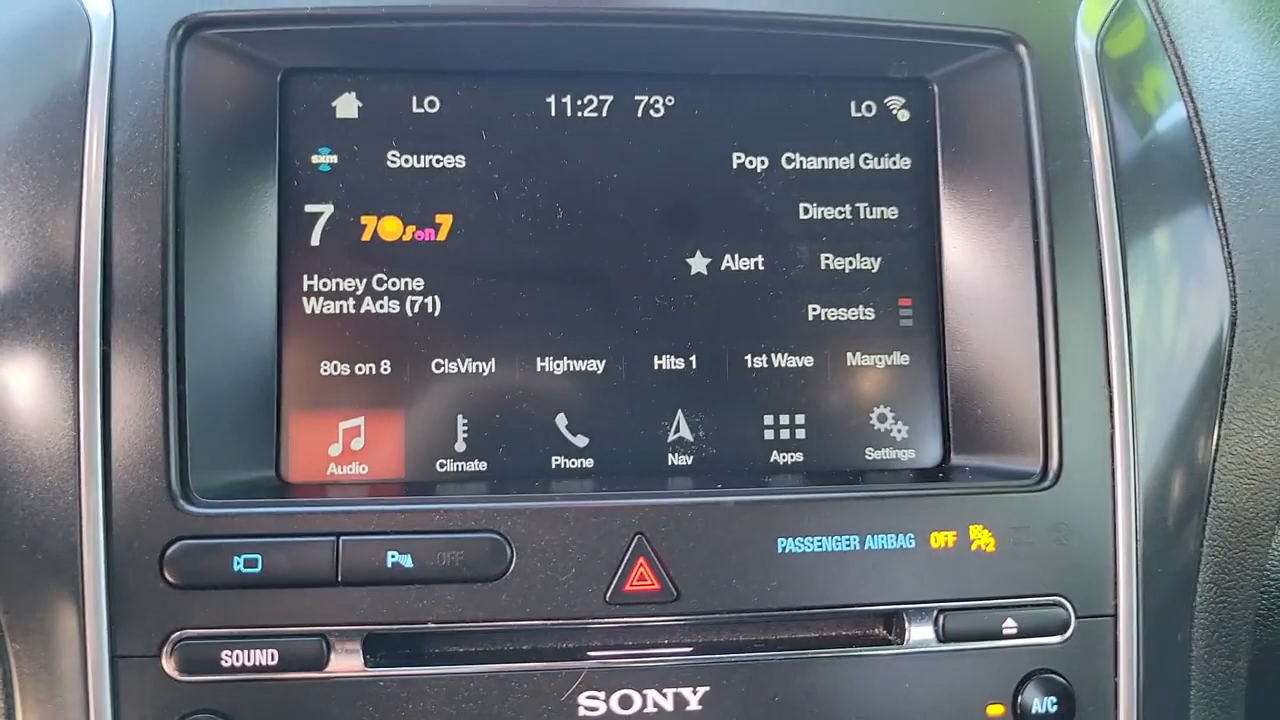 LO 11:27 73° LO
sxm Sources Pop Channel Guide
7 70s on 7 Direct Tune
Alert Replay
Honey Cone
Want Ads (71)
Presets
80s on 8 ClsVinyl Highway Hits 1 1st Wave Margvlle
Audio Climate Phone Nav Apps Settings
P OFF
PASSENGER AIRBAG OFF 2
SOUND
SONY
A/C